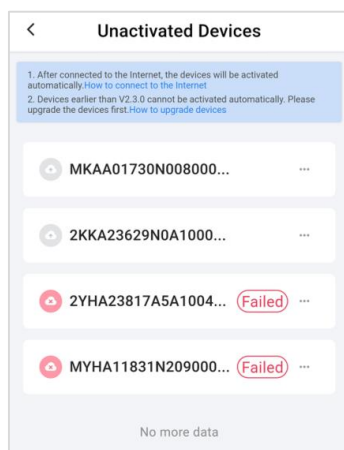 Unactivated Devices
1. After connected to the Internet, the devices will be activated
automatically.How to connect to the Internet
2. Devices earlier than V2.3.0 cannot be activated automatically. Please
upgrade the devices first.How to upgrade devices
MKAA01730N008000...
2KKA23629N0A1000...
2YHA23817A5A1004... Failed
MYHA11831N209000... Failed
No more data